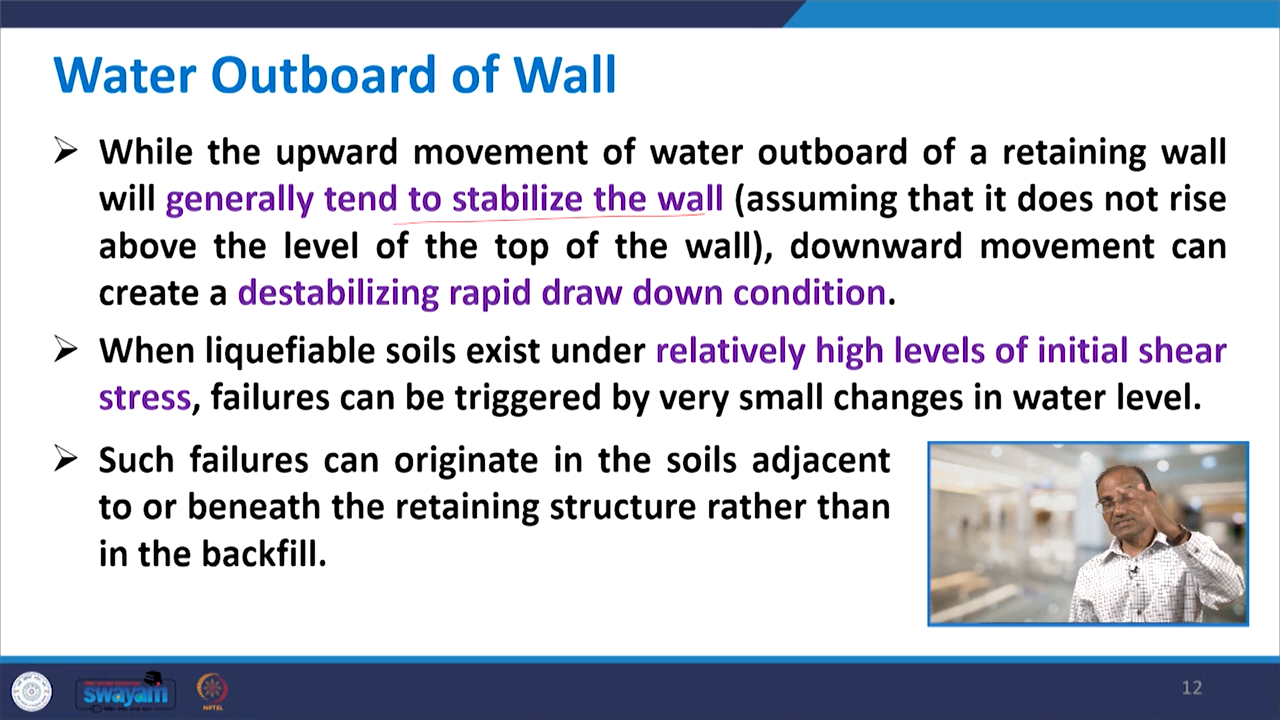 Water Outboard of Wall
While the upward movement of water outboard of a retaining wall
will generally tend to stabilize the wall (assuming that it does not rise
above the level of the top of the wall), downward movement can
create a destabilizing rapid draw down condition.
When liquefiable soils exist under relatively high levels of initial shear
stress, failures can be triggered by very small changes in water level.
Such failures can originate in the soils adjacent
to or beneath the retaining structure rather than
in the backfill.
swayam
NPTEL
12